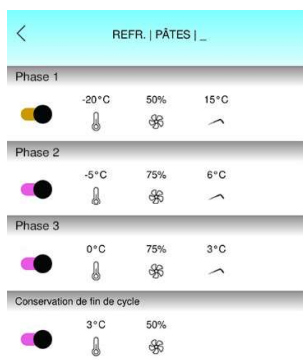 REFR. | PÂTES | _
Phase 1
-20°C 50% 15°C
Phase 2
-5°C 75% 6°C
Phase 3
0°C 75% 3°C
Conservation de fin de cycle
3°C 50%